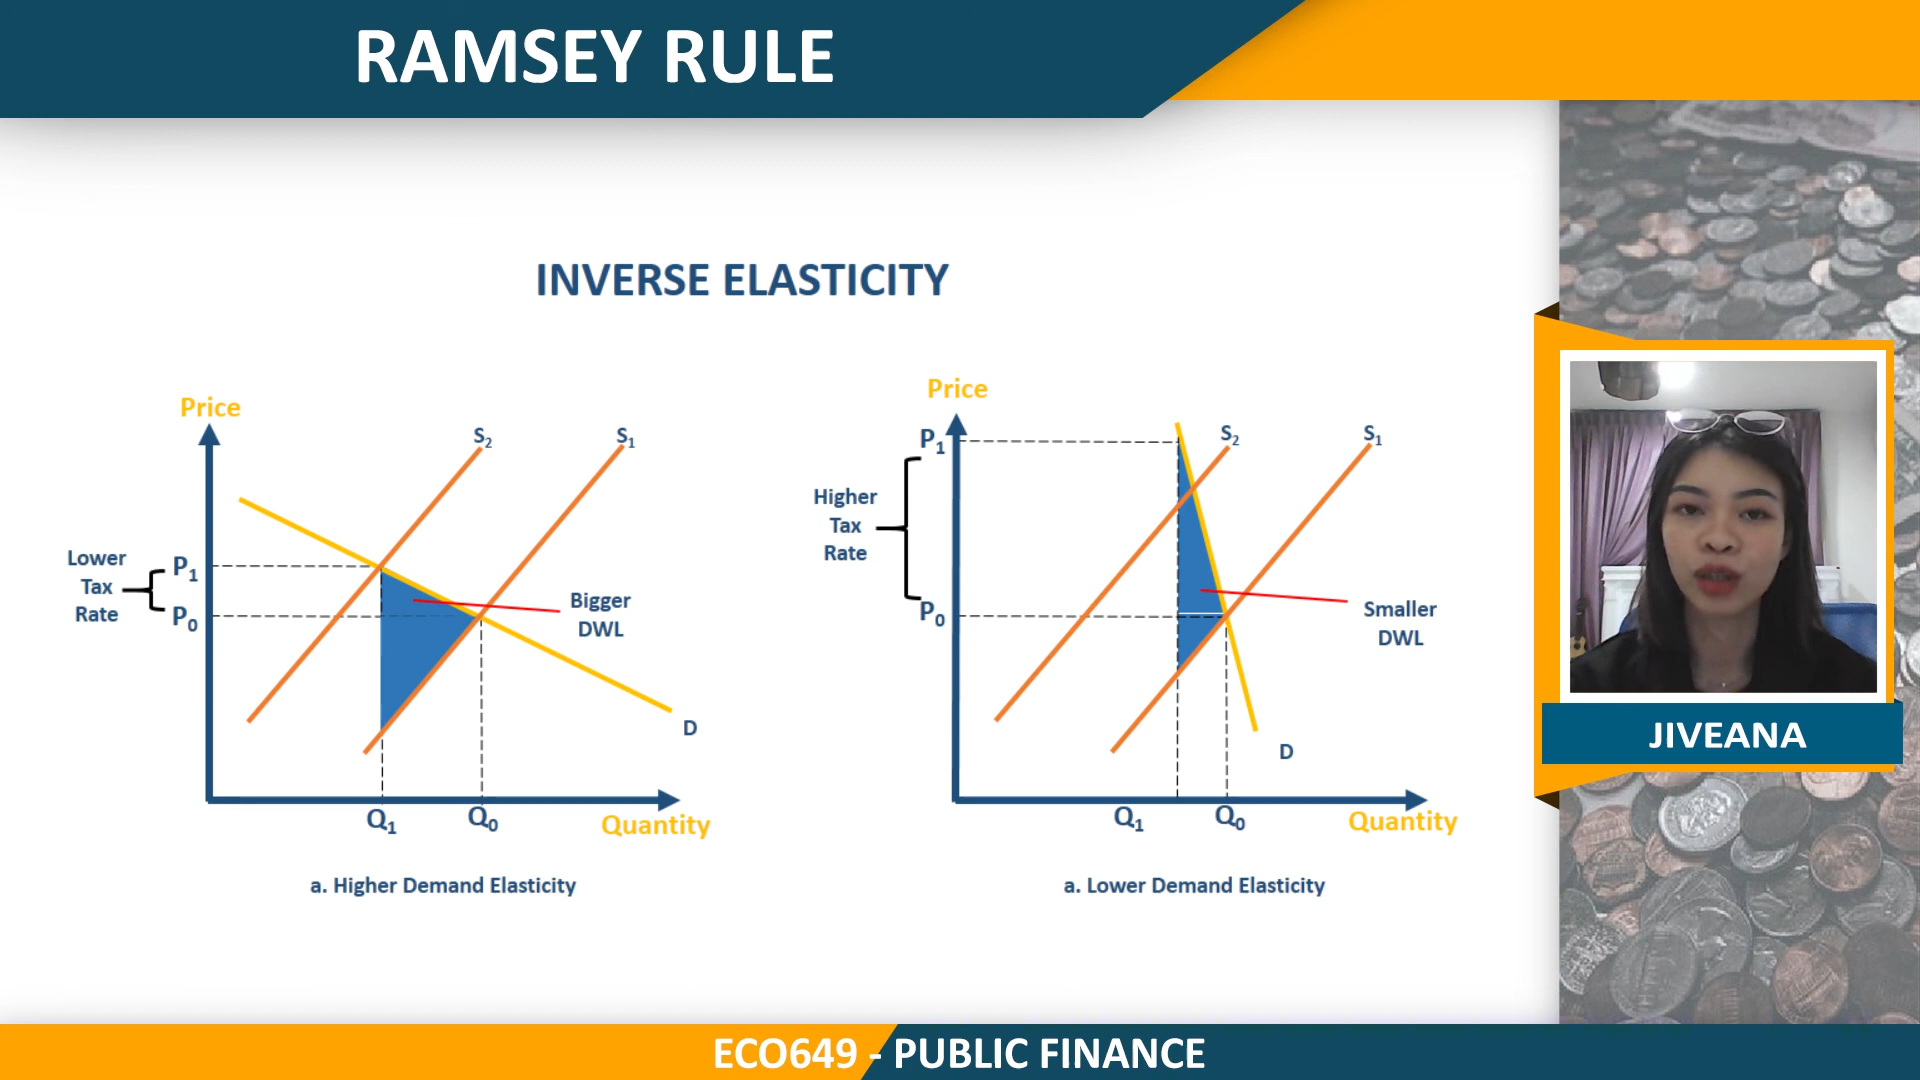 RAMSEY RULE
INVERSE ELASTICITY
Price
S2
S1
Lower
Tax
Rate
P1
P0
Bigger
DWL
D
Q1
Q0
Quantity
a. Higher Demand Elasticity
Price
P1
S2
S1
Higher
Tax
Rate
P0
Smaller
DWL
D
Q1
Q0
Quantity
a. Lower Demand Elasticity
JIVEANA
ECO649 - PUBLIC FINANCE